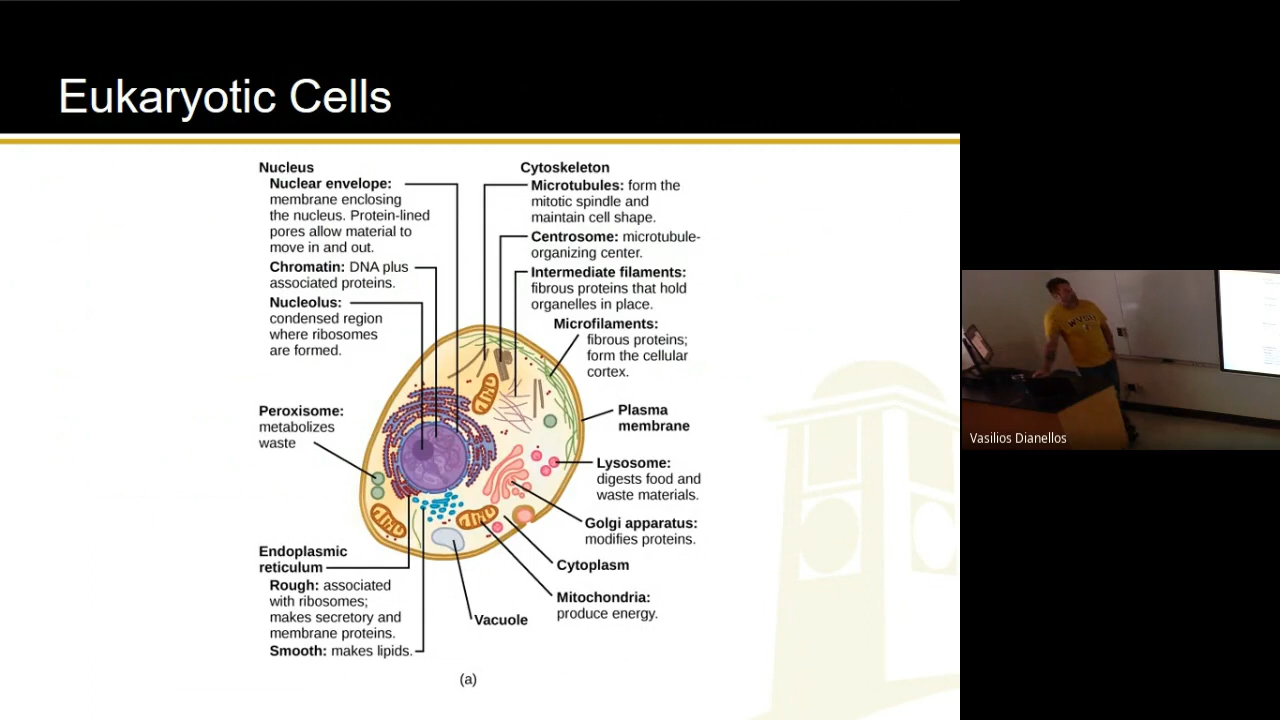 Eukaryotic Cells
Nucleus
Nuclear envelope:
membrane enclosing
the nucleus. Protein-lined
pores allow material to
move in and out.
Chromatin: DNA plus
associated proteins.
Nucleolus:
condensed region
where ribosomes
are formed.
Peroxisome:
metabolizes
waste
Endoplasmic
reticulum
Rough: associated
with ribosomes;
makes secretory and
membrane proteins.
Smooth: makes lipids.
Cytoskeleton
Microtubules: form the
mitotic spindle and
maintain cell shape.
Centrosome: microtubule-
organizing center.
Intermediate filaments:
fibrous proteins that hold
organelles in place.
Microfilaments:
fibrous proteins;
form the cellular
cortex.
Plasma
membrane
Lysosome:
digests food and
waste materials.
Golgi apparatus:
modifies proteins.
Cytoplasm
Mitochondria:
produce energy.
Vacuole
(a)
WVSU
Vasilios Dianellos